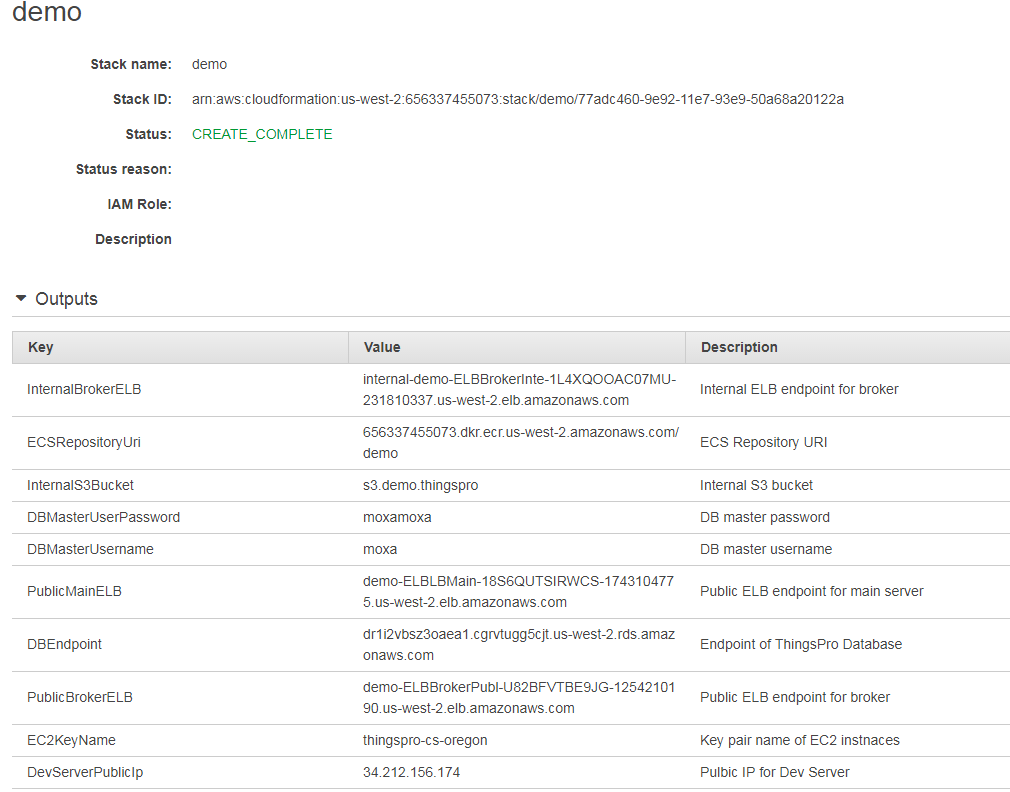 demo
Stack name: demo
Stack ID: arn:aws:cloudformation:us-west-2:656337455073:stack/demo/77adc460-9e92-11e7-93e9-50a68a20122a
Status: CREATE_COMPLETE
Status reason:
IAM Role:
Description
Outputs
Key Value Description
InternalBrokerELB internal-demo-ELBBrokerInte-1L4XQOOAC07MU- Internal ELB endpoint for broker
231810337.us-west-2.elb.amazonaws.com
ECSRepositoryUri 656337455073.dkr.ecr.us-west-2.amazonaws.com/ ECS Repository URI
demo
InternalS3Bucket s3.demo.thingspro Internal S3 bucket
DBMasterUserPassword moxamoxa DB master password
DBMasterUsername moxa DB master username
PublicMainELB demo-ELBLBMain-18S6QUTSIRWCS-174310477 Public ELB endpoint for main server
5.us-west-2.elb.amazonaws.com
DBEndpoint dr1i2vbsz3oaea1.cgrvtugg5cjt.us-west-2.rds.amaz Endpoint of ThingsPro Database
onaws.com
PublicBrokerELB demo-ELBBrokerPubl-U82BFVTBE9JG-12542101 Public ELB endpoint for broker
90.us-west-2.elb.amazonaws.com
EC2KeyName thingspro-cs-oregon Key pair name of EC2 instnaces
DevServerPublicIp 34.212.156.174 Pulbic IP for Dev Server